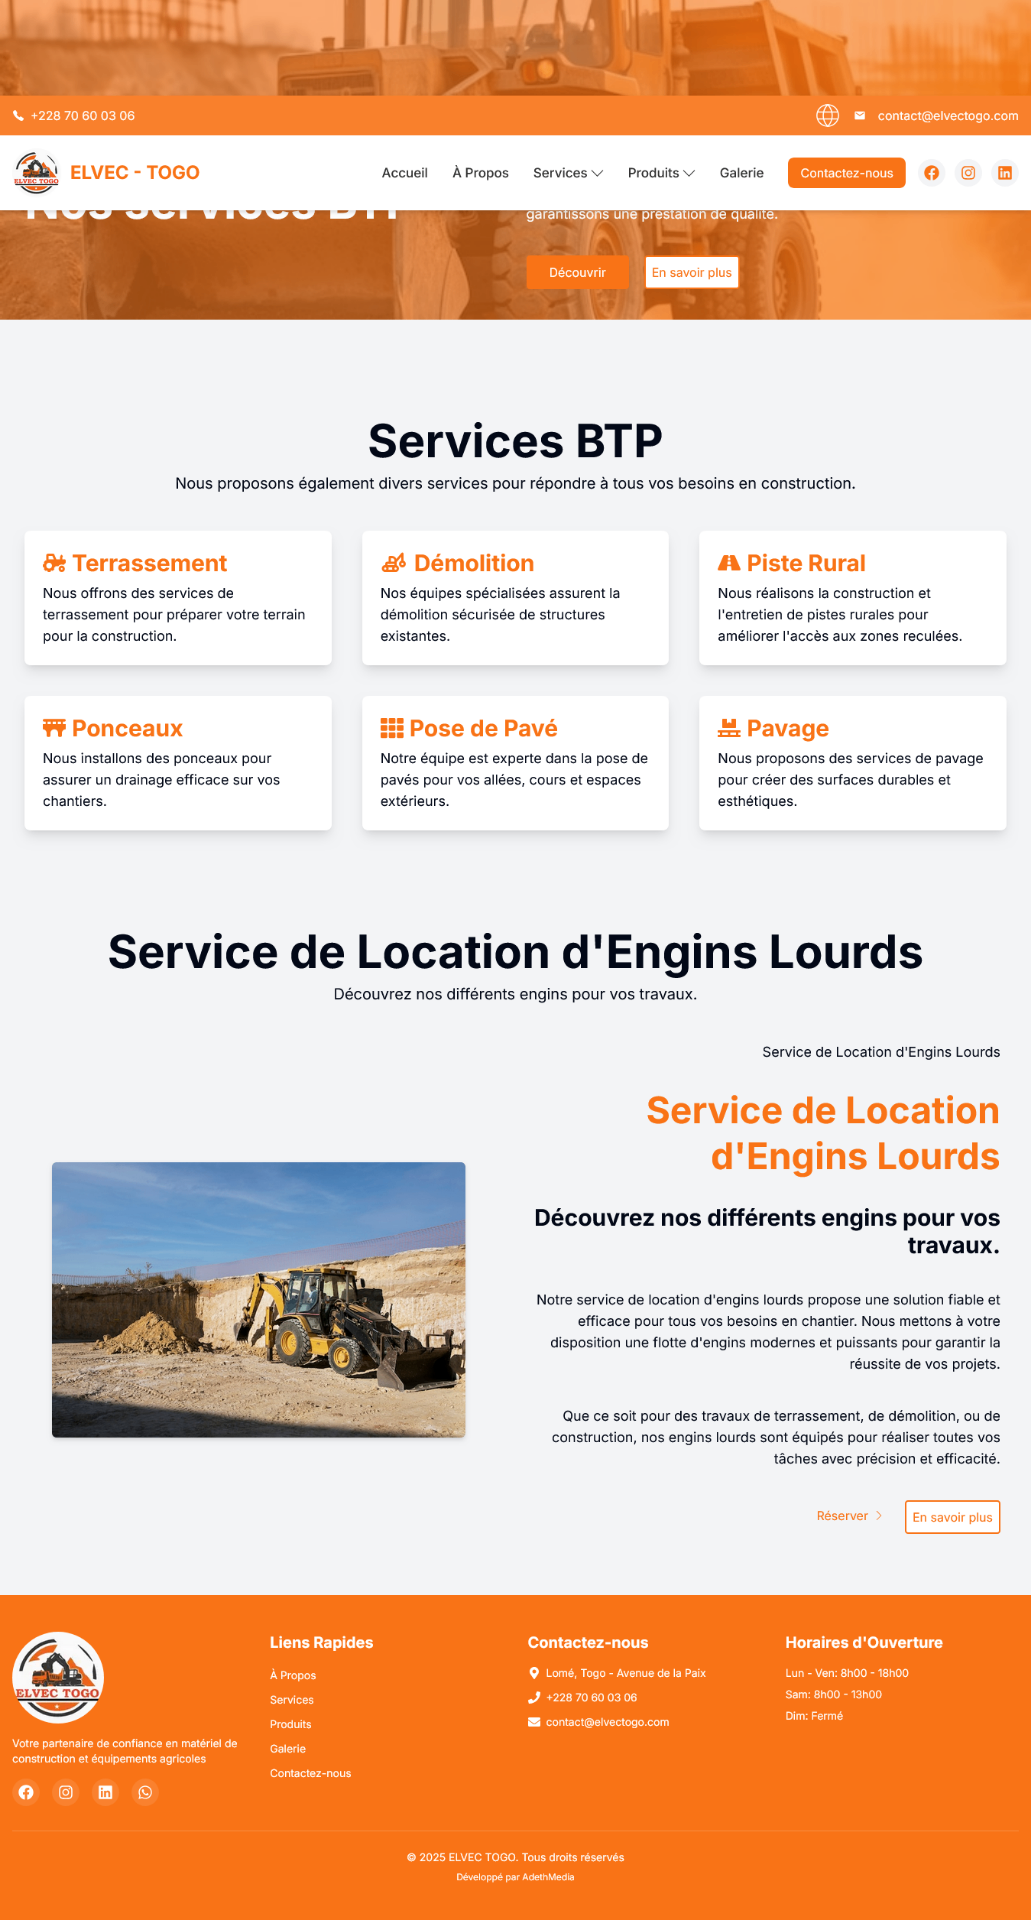 +228 70 60 03 06
contact@elvectogo.com
ELVEC TOGO
ELVEC - TOGO
Accueil
À Propos
Services
Produits
Galerie
Contactez-nous
Nos services BTP
garantissons une prestation de qualité.
Découvrir
En savoir plus
Services BTP
Nous proposons également divers services pour répondre à tous vos besoins en construction.
Terrassement
Nous offrons des services de
terrassement pour préparer votre terrain
pour la construction.
Démolition
Nos équipes spécialisées assurent la
démolition sécurisée de structures
existantes.
Piste Rural
Nous réalisons la construction et
l'entretien de pistes rurales pour
améliorer l'accès aux zones reculées.
Ponceaux
Nous installons des ponceaux pour
assurer un drainage efficace sur vos
chantiers.
Pose de Pavé
Notre équipe est experte dans la pose de
pavés pour vos allées, cours et espaces
extérieurs.
Pavage
Nous proposons des services de pavage
pour créer des surfaces durables et
esthétiques.
Service de Location d'Engins Lourds
Découvrez nos différents engins pour vos travaux.
Service de Location d'Engins Lourds
Service de Location
d'Engins Lourds
Découvrez nos différents engins pour vos
travaux.
Notre service de location d'engins lourds propose une solution fiable et
efficace pour tous vos besoins en chantier. Nous mettons à votre
disposition une flotte d'engins modernes et puissants pour garantir la
réussite de vos projets.
Que ce soit pour des travaux de terrassement, de démolition, ou de
construction, nos engins lourds sont équipés pour réaliser toutes vos
tâches avec précision et efficacité.
Réserver
En savoir plus
ELVEC TOGO
Votre partenaire de confiance en matériel de
construction et équipements agricoles
Liens Rapides
À Propos
Services
Produits
Galerie
Contactez-nous
Contactez-nous
Lomé, Togo - Avenue de la Paix
+228 70 60 03 06
contact@elvectogo.com
Horaires d'Ouverture
Lun - Ven: 8h00 - 18h00
Sam: 8h00 - 13h00
Dim: Fermé
© 2025 ELVEC TOGO. Tous droits réservés
Développé par AdethMedia